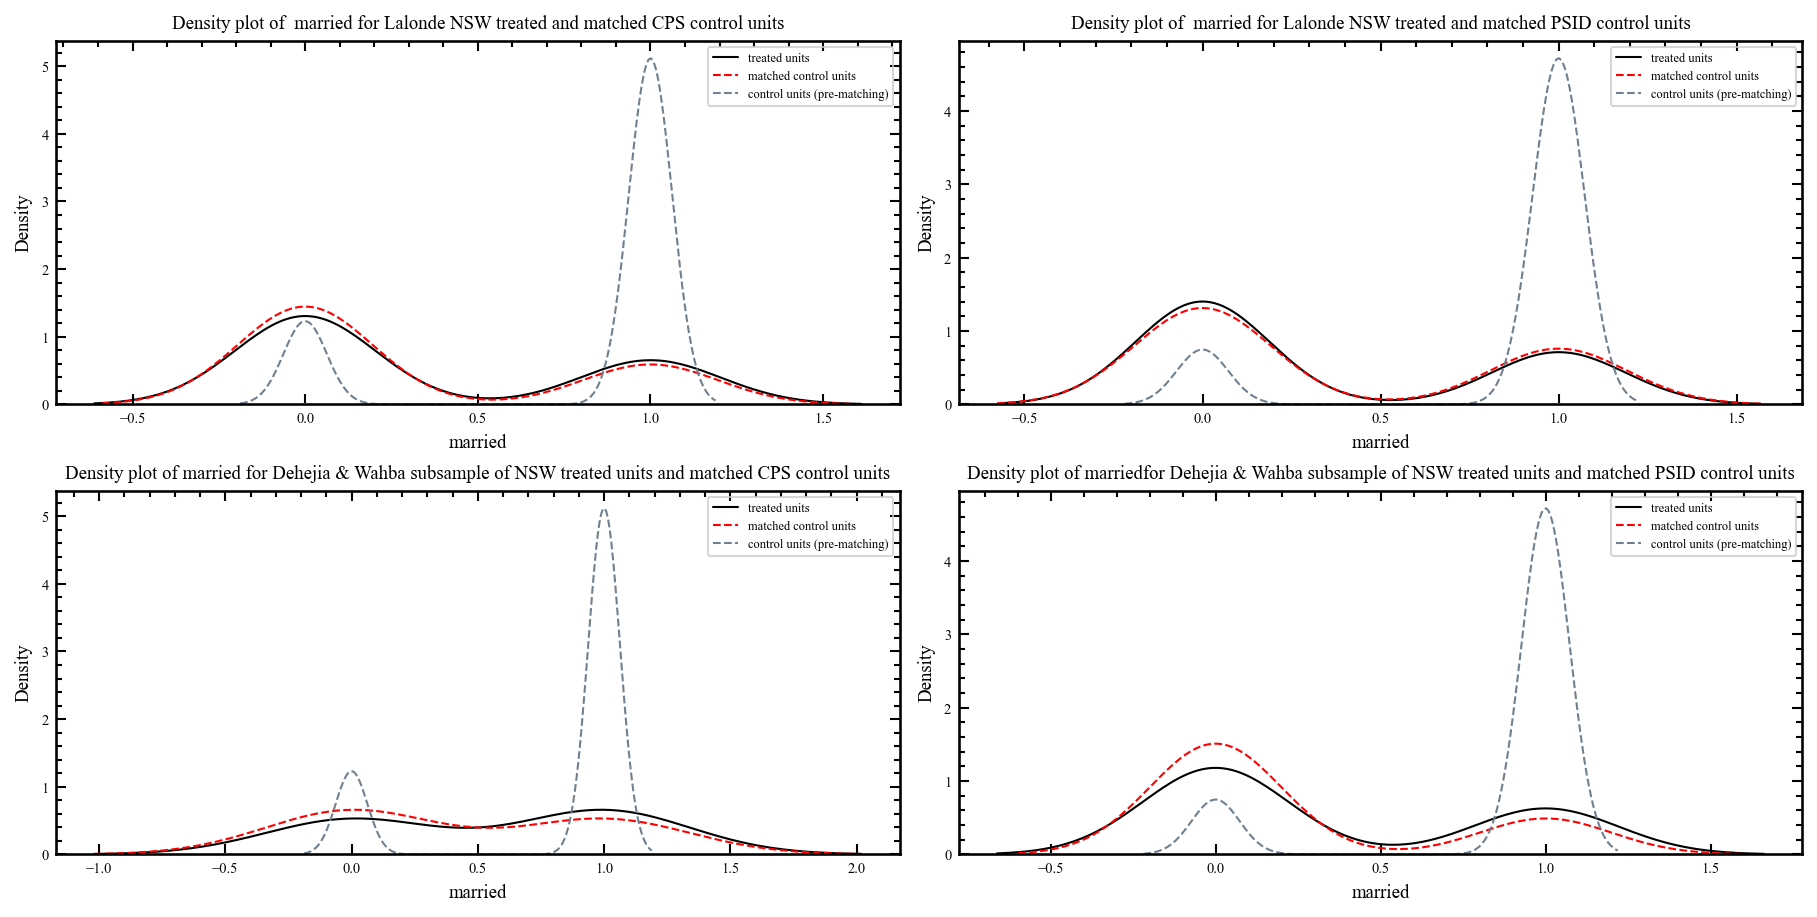 Density plot of  married for Lalonde NSW treated and matched CPS control units
treated units
matched control units
control units (pre-matching)
Density
5
4
3
2
1
0
−0.5
0.0
0.5
1.0
1.5
married
Density plot of  married for Lalonde NSW treated and matched PSID control units
treated units
matched control units
control units (pre-matching)
Density
4
3
2
1
0
−0.5
0.0
0.5
1.0
1.5
married
Density plot of married for Dehejia & Wahba subsample of NSW treated units and matched CPS control units
treated units
matched control units
control units (pre-matching)
Density
5
4
3
2
1
0
−1.0
−0.5
0.0
0.5
1.0
1.5
2.0
married
Density plot of marriedfor Dehejia & Wahba subsample of NSW treated units and matched PSID control units
treated units
matched control units
control units (pre-matching)
Density
4
3
2
1
0
−0.5
0.0
0.5
1.0
1.5
married